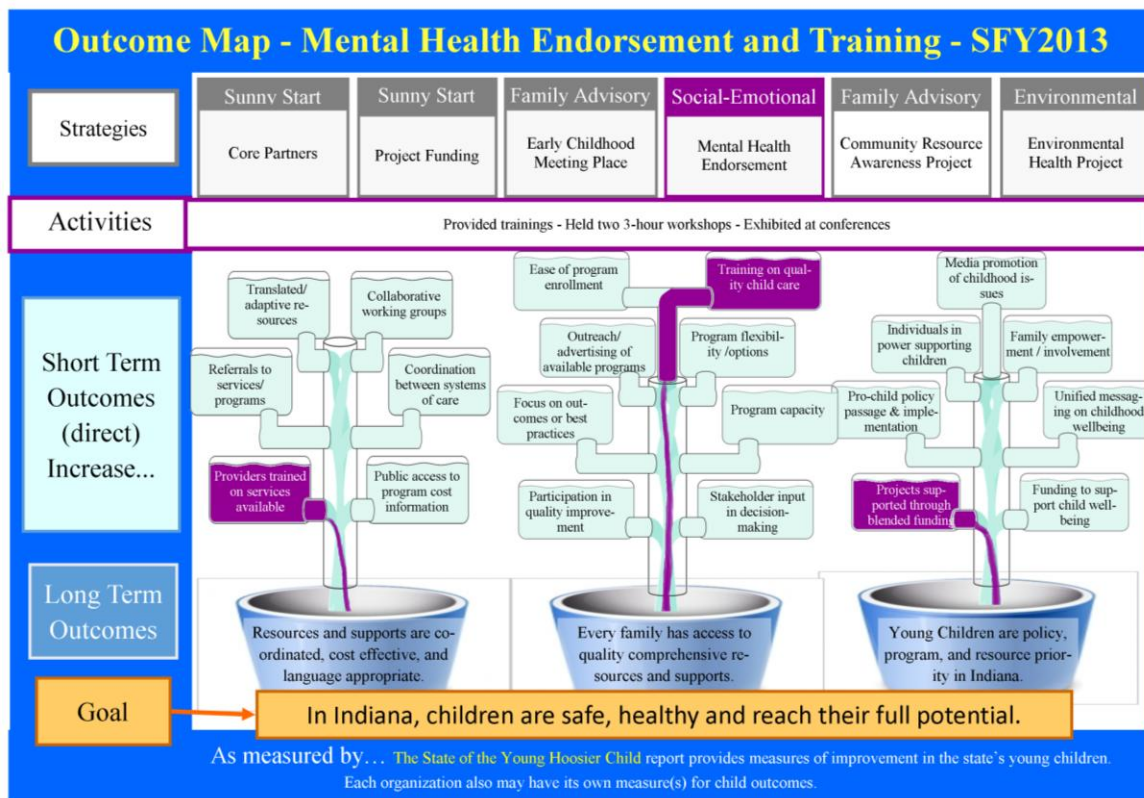 Outcome Map - Mental Health Endorsement and Training - SFY2013
Strategies
Sunnv Start
Core Partners
Sunny Start
Project Funding
Family Advisory
Early Childhood
Meeting Place
Social-Emotional
Mental Health
Endorsement
Family Advisory
Community Resource
Awareness Project
Environmental
Environmental
Health Project
Activities
Provided trainings - Held two 3-hour workshops - Exhibited at conferences
Short Term
Outcomes
(direct)
Increase...
Translated/
adaptive re-
sources
Collaborative
working groups
Referrals to
services/
programs
Coordination
between systems
of care
Providers trained
on services
available
Public access to
program cost
information
Ease of program
enrollment
Training on qual-
ity child care
Outreach/
advertising of
available programs
Program flexibil-
ity /options
Focus on out-
comes or best
practices
Program capacity
Participation in
quality improve-
ment
Stakeholder input
in decision-
making
Media promotion
of childhood is-
sues
Individuals in
power supporting
children
Family empower-
ment / involvement
Pro-child policy
passage & imple-
mentation
Unified messag-
ing on childhood
wellbeing
Projects sup-
ported through
blended funding
Funding to sup-
port child well-
being
Long Term
Outcomes
Resources and supports are co-
ordinated, cost effective, and
language appropriate.
Every family has access to
quality comprehensive re-
sources and supports.
Young Children are policy,
program, and resource prior-
ity in Indiana.
Goal
In Indiana, children are safe, healthy and reach their full potential.
As measured by… The State of the Young Hoosier Child report provides measures of improvement in the state's young children.
Each organization also may have its own measure(s) for child outcomes.